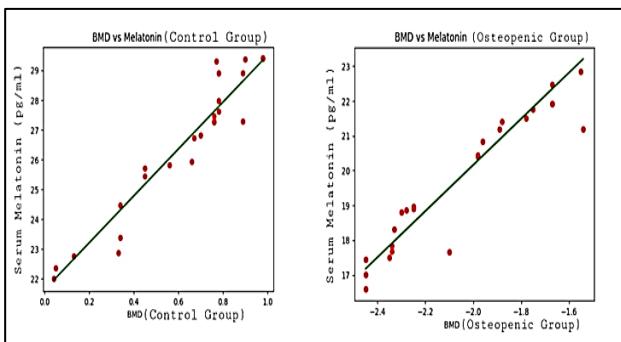 BMD vs Melatonin (Control Group)
Serum Melatonin (pg/ml)
29
28
27
26
25
24
23
22
0.0 0.2 0.4 0.6 0.8 1.0
BMD(Control Group)
BMD vs Melatonin (Osteopenic Group)
Serum Melatonin (pg/ml)
23
22
21
20
19
18
17
16
−2.4 −2.2 −2.0 −1.8 −1.6
BMD(Osteopenic Group)